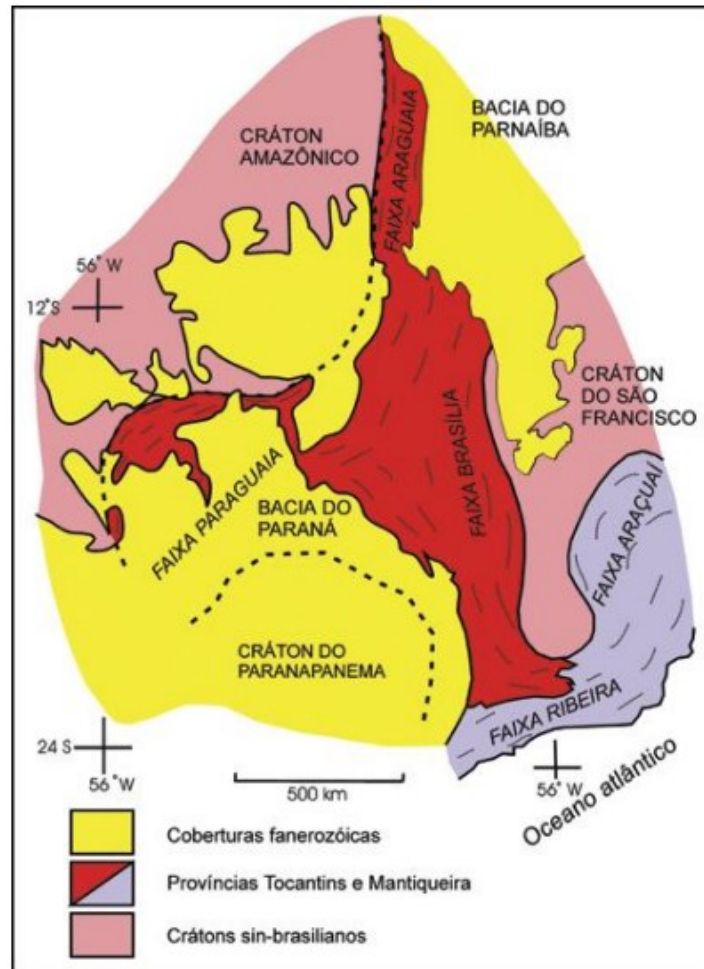 BACIA DO
PARNAÍBA
CRÁTON
AMAZÔNICO
FAIXA ARAGUAIA
56° W
12°S
CRÁTON
DO SÃO
FRANCISCO
FAIXA BRASÍLIA
FAIXA ARAÇUAÍ
FAIXA PARAGUAIA
BACIA DO
PARANÁ
CRÁTON DO
PARANAPANEMA
FAIXA RIBEIRA
24 S
56°W
500 km
56°W
Oceano atlântico
Coberturas fanerozóicas
Províncias Tocantins e Mantiqueira
Crátons sin-brasilianos